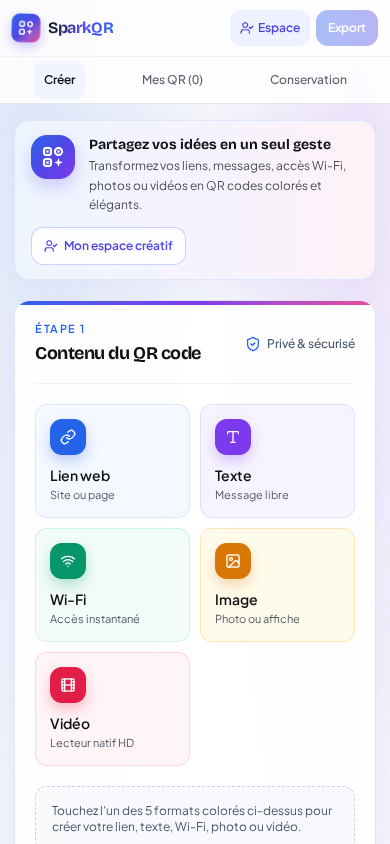 SparkQR
Espace
Export
Créer
Mes QR (0)
Conservation
Partagez vos idées en un seul geste
Transformez vos liens, messages, accès Wi-Fi,
photos ou vidéos en QR codes colorés et
élégants.
Mon espace créatif
ÉTAPE 1
Contenu du QR code
Privé & sécurisé
Lien web
Site ou page
Texte
Message libre
Wi-Fi
Accès instantané
Image
Photo ou affiche
Vidéo
Lecteur natif HD
Touchez l'un des 5 formats colorés ci-dessus pour
créer votre lien, texte, Wi-Fi, photo ou vidéo.